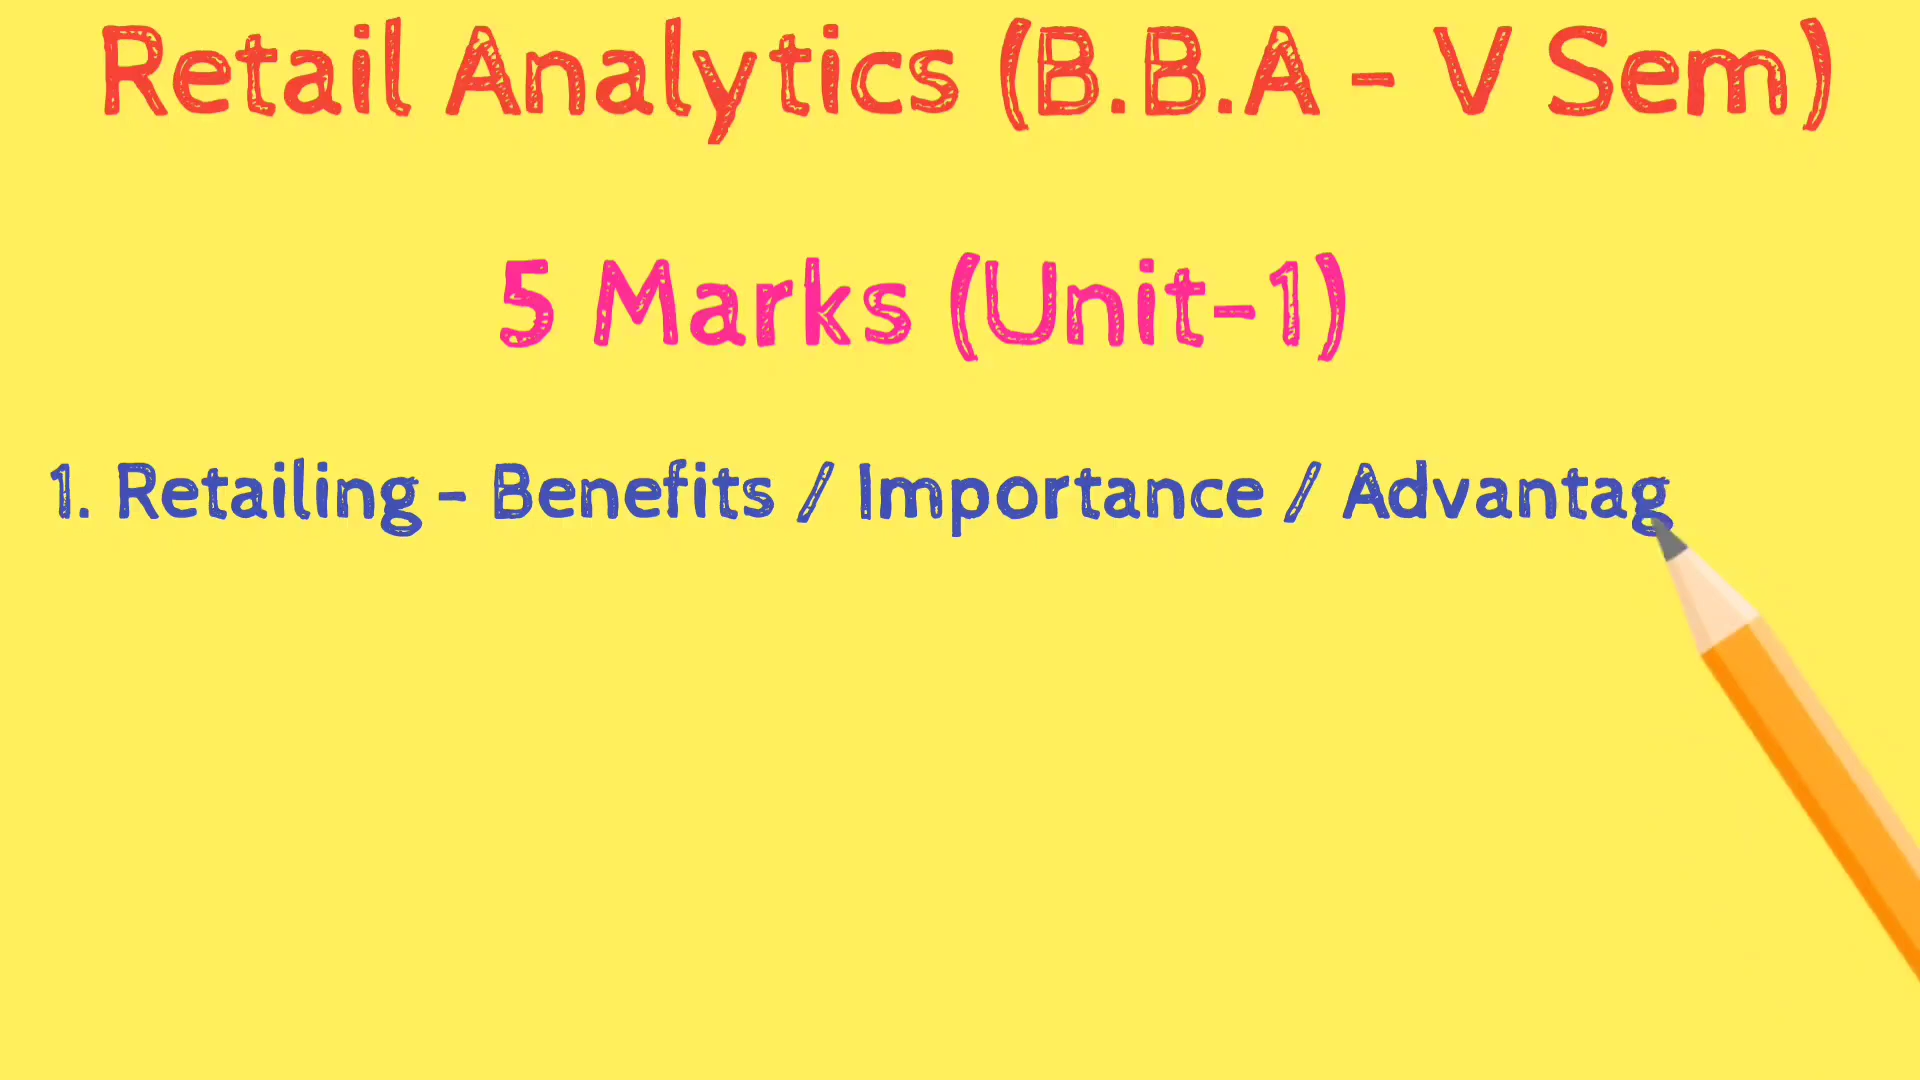 Retail Analytics (B.B.A - V Sem)
5 Marks (Unit-1)
1. Retailing - Benefits / Importance / Advantag